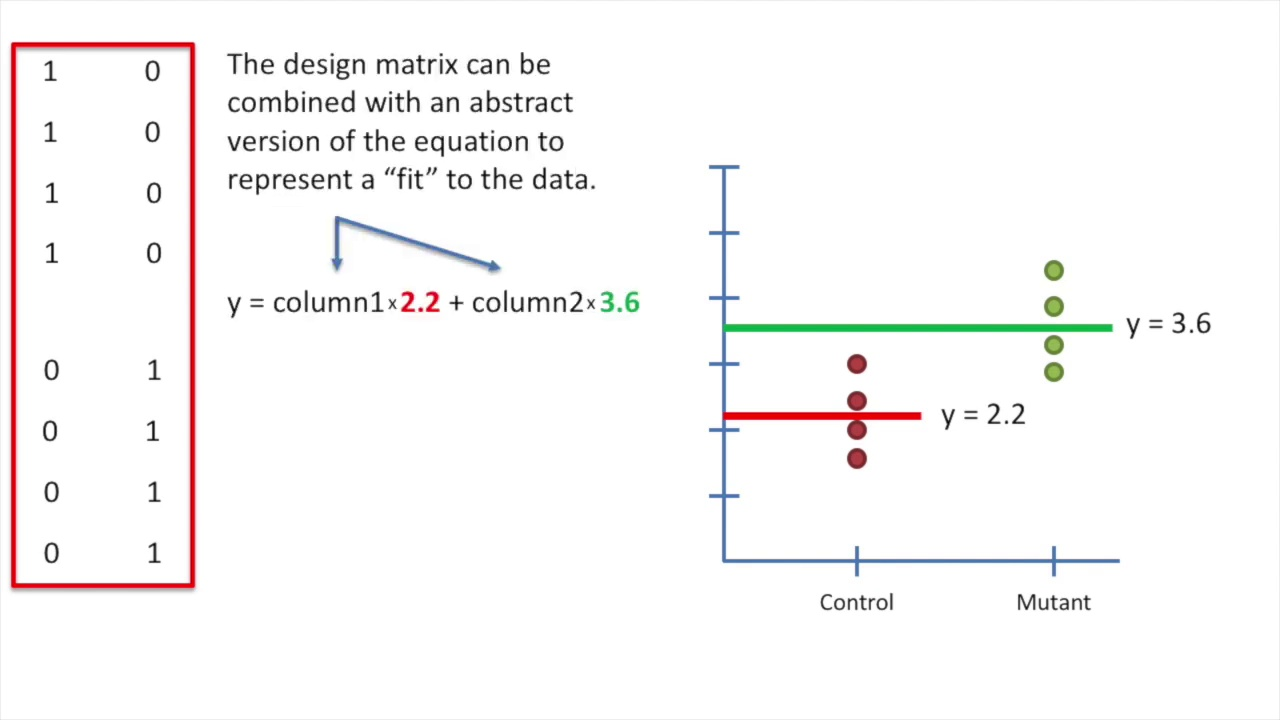 1 0
1 0
1 0
1 0
0 1
0 1
0 1
0 1
The design matrix can be
combined with an abstract
version of the equation to
represent a “fit” to the data.
y = column1×2.2 + column2×3.6
y = 3.6
y = 2.2
Control Mutant